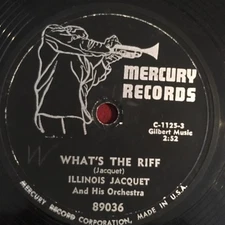 MERCURY
RECORDS
C-1125-3
Gilbert Music
2:52
WHAT'S THE RIFF
(Jacquet)
ILLINOIS JACQUET
And His Orchestra
89036
MERCURY RECORD CORPORATION, MADE IN U.S.A.